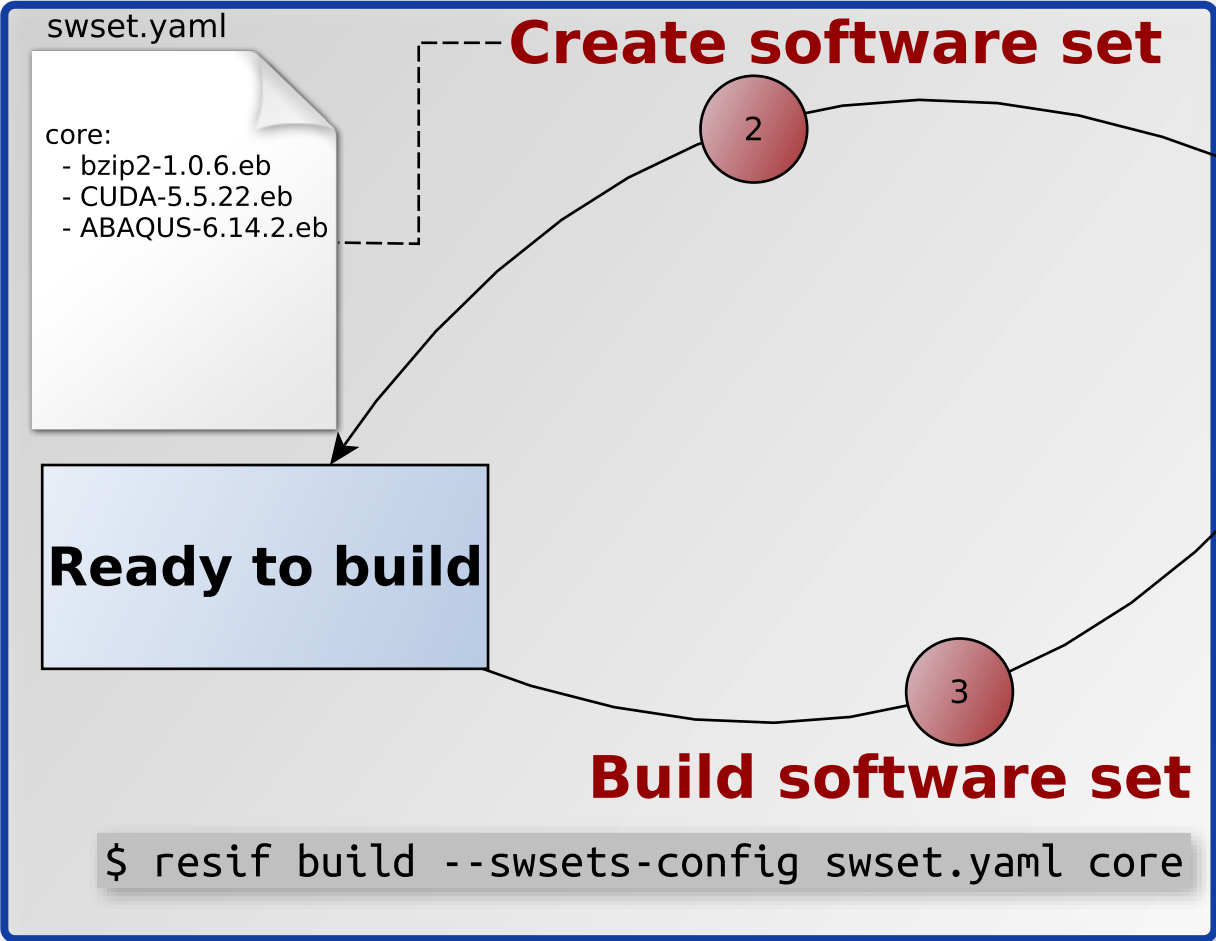 swset.yaml
Create software set
core:
- bzip2-1.0.6.eb
- CUDA-5.5.22.eb
- ABAQUS-6.14.2.eb
2
Ready to build
3
Build software set
$ resif build --swsets-config swset.yaml core